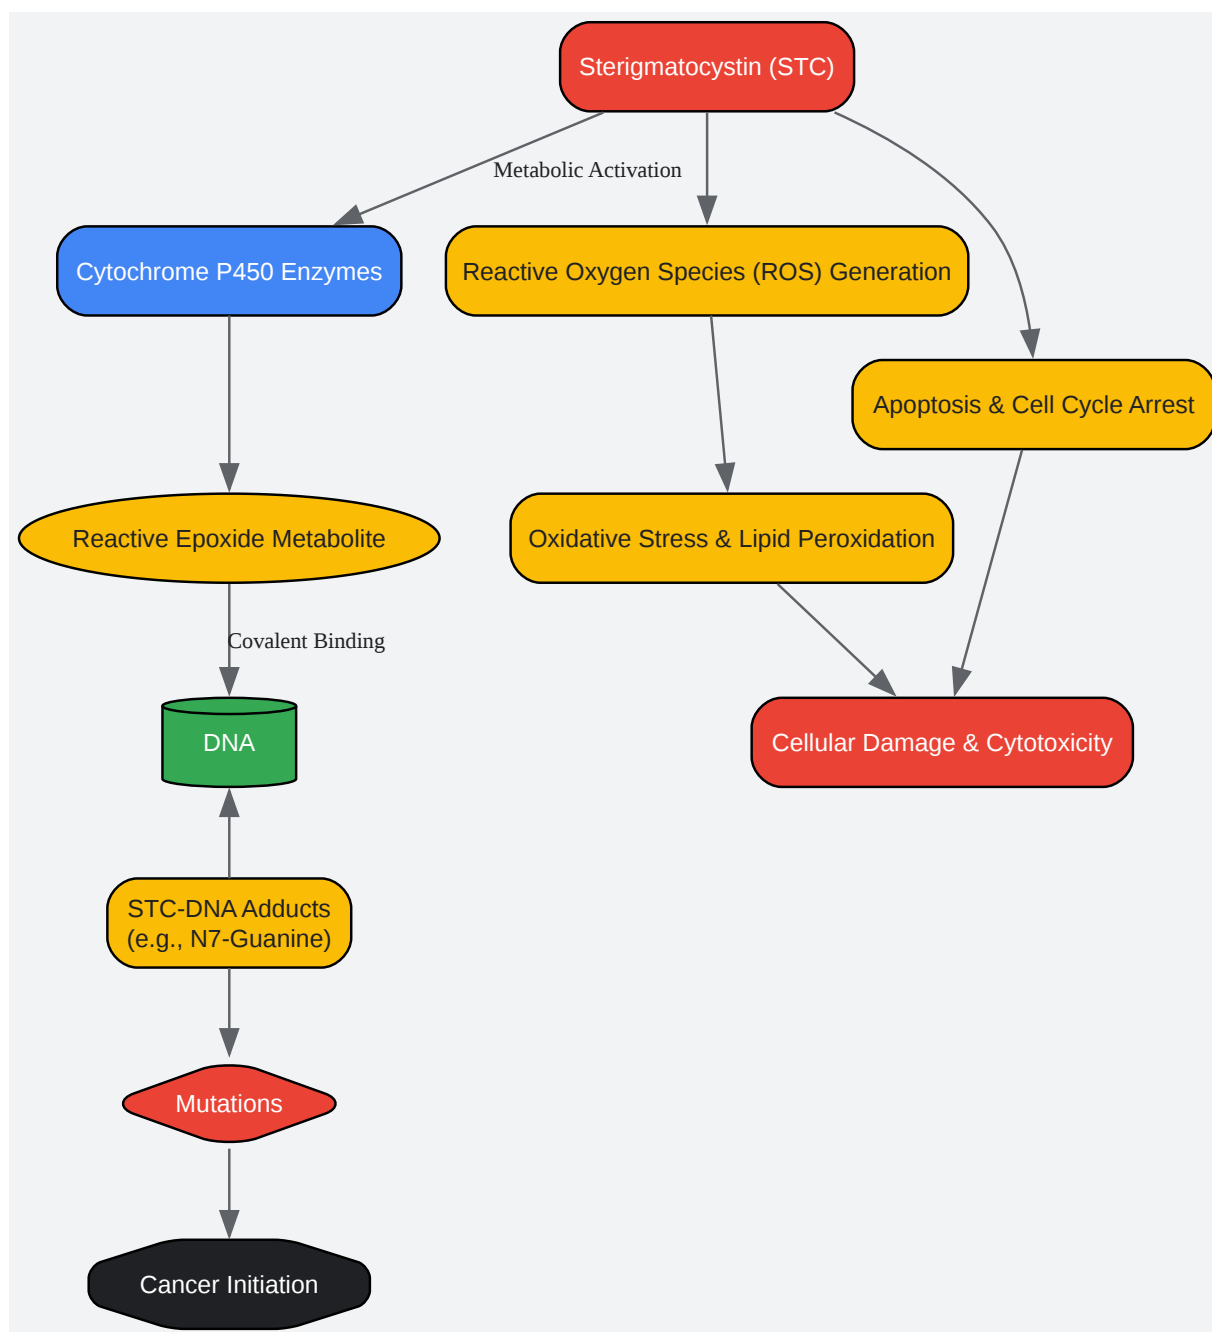 Sterigmatocystin (STC)
Metabolic Activation
Cytochrome P450 Enzymes
Reactive Oxygen Species (ROS) Generation
Apoptosis & Cell Cycle Arrest
Reactive Epoxide Metabolite
Oxidative Stress & Lipid Peroxidation
Covalent Binding
DNA
Cellular Damage & Cytotoxicity
STC-DNA Adducts
(e.g., N7-Guanine)
Mutations
Cancer Initiation